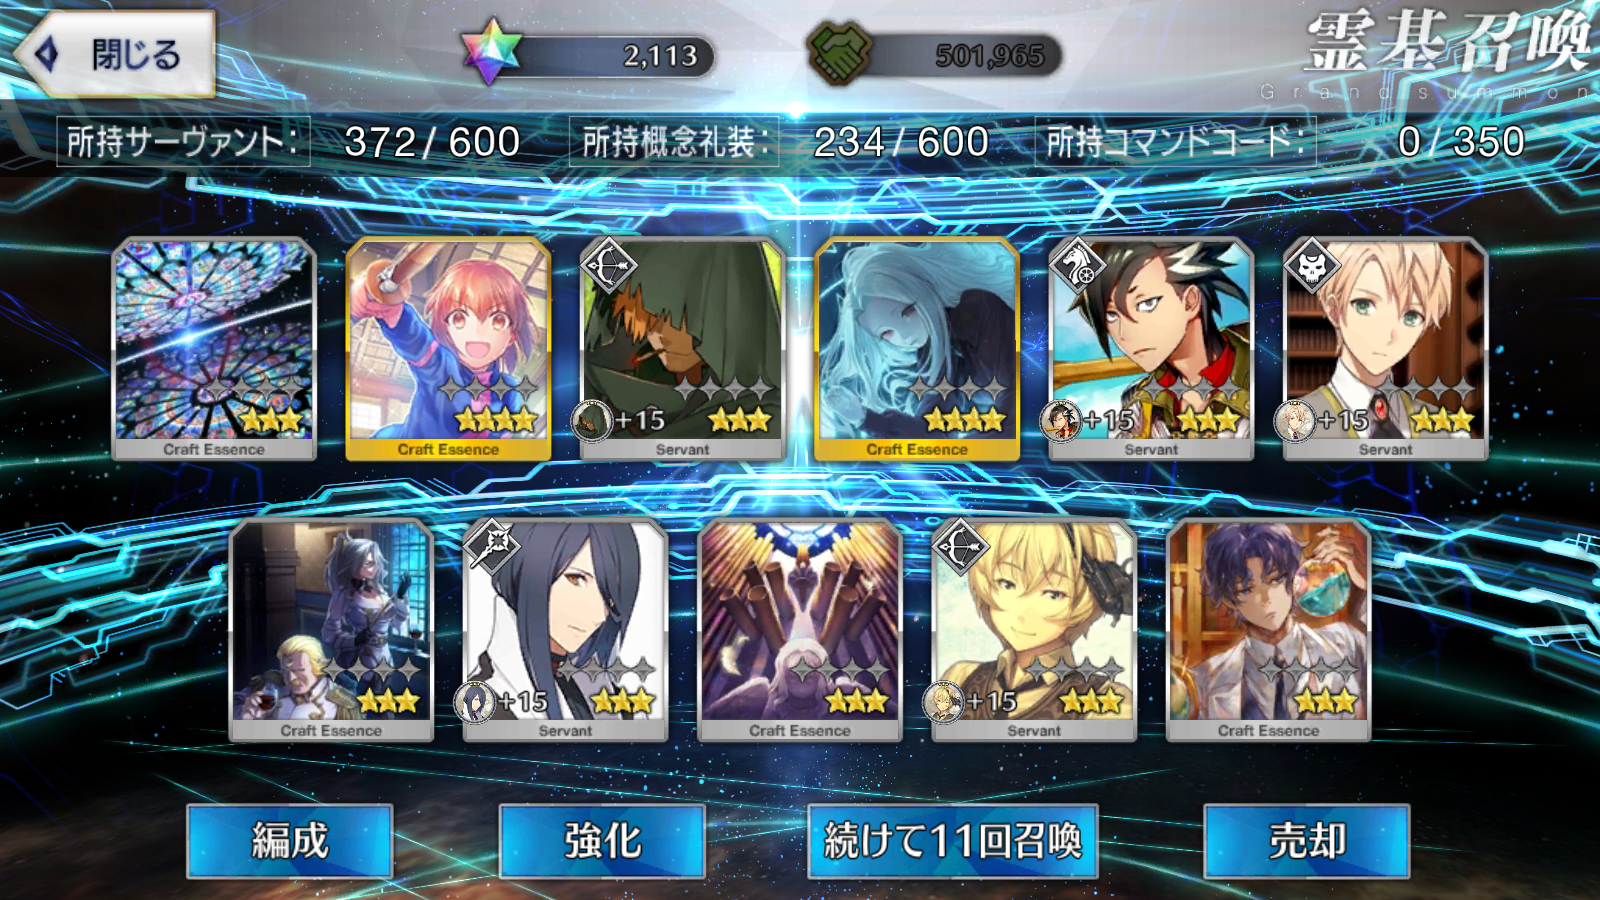 閉じる
2,113
501,965
霊基召喚
Grand summon
所持サーヴァント: 372 / 600
所持概念礼装: 234 / 600
所持コマンドコード: 0 / 350
+15
+15
+15
Craft Essence
Craft Essence
Servant
Craft Essence
Servant
Servant
+15
+15
Craft Essence
Servant
Craft Essence
Servant
Craft Essence
編成
強化
続けて11回召喚
売却